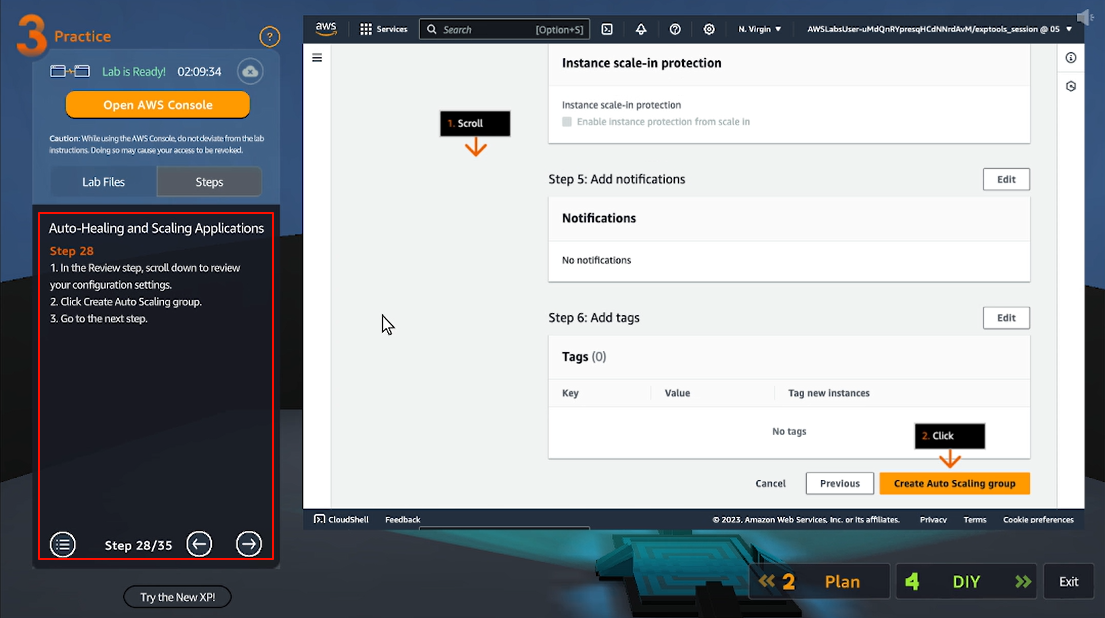 3 Practice
?
Lab is Ready! 02:09:34
Open AWS Console
Caution: While using the AWS Console, do not deviate from the lab
instructions. Doing so may cause your access to be revoked.
Lab Files Steps
Auto-Healing and Scaling Applications
Step 28
1. In the Review step, scroll down to review
your configuration settings.
2. Click Create Auto Scaling group.
3. Go to the next step.
Step 28/35
Try the New XP!
aws Services Search [Option+S] N. Virgin AWSLabsUser-uMdQnRYpresqHCdNNrdAvM/exptools_session @ 05
Instance scale-in protection
Instance scale-in protection
Enable instance protection from scale in
1. Scroll
Step 5: Add notifications Edit
Notifications
No notifications
Step 6: Add tags Edit
Tags (0)
Key Value Tag new instances
No tags
2. Click
Cancel Previous Create Auto Scaling group
CloudShell Feedback © 2023, Amazon Web Services, Inc. or its affiliates. Privacy Terms Cookie preferences
2 Plan 4 DIY Exit